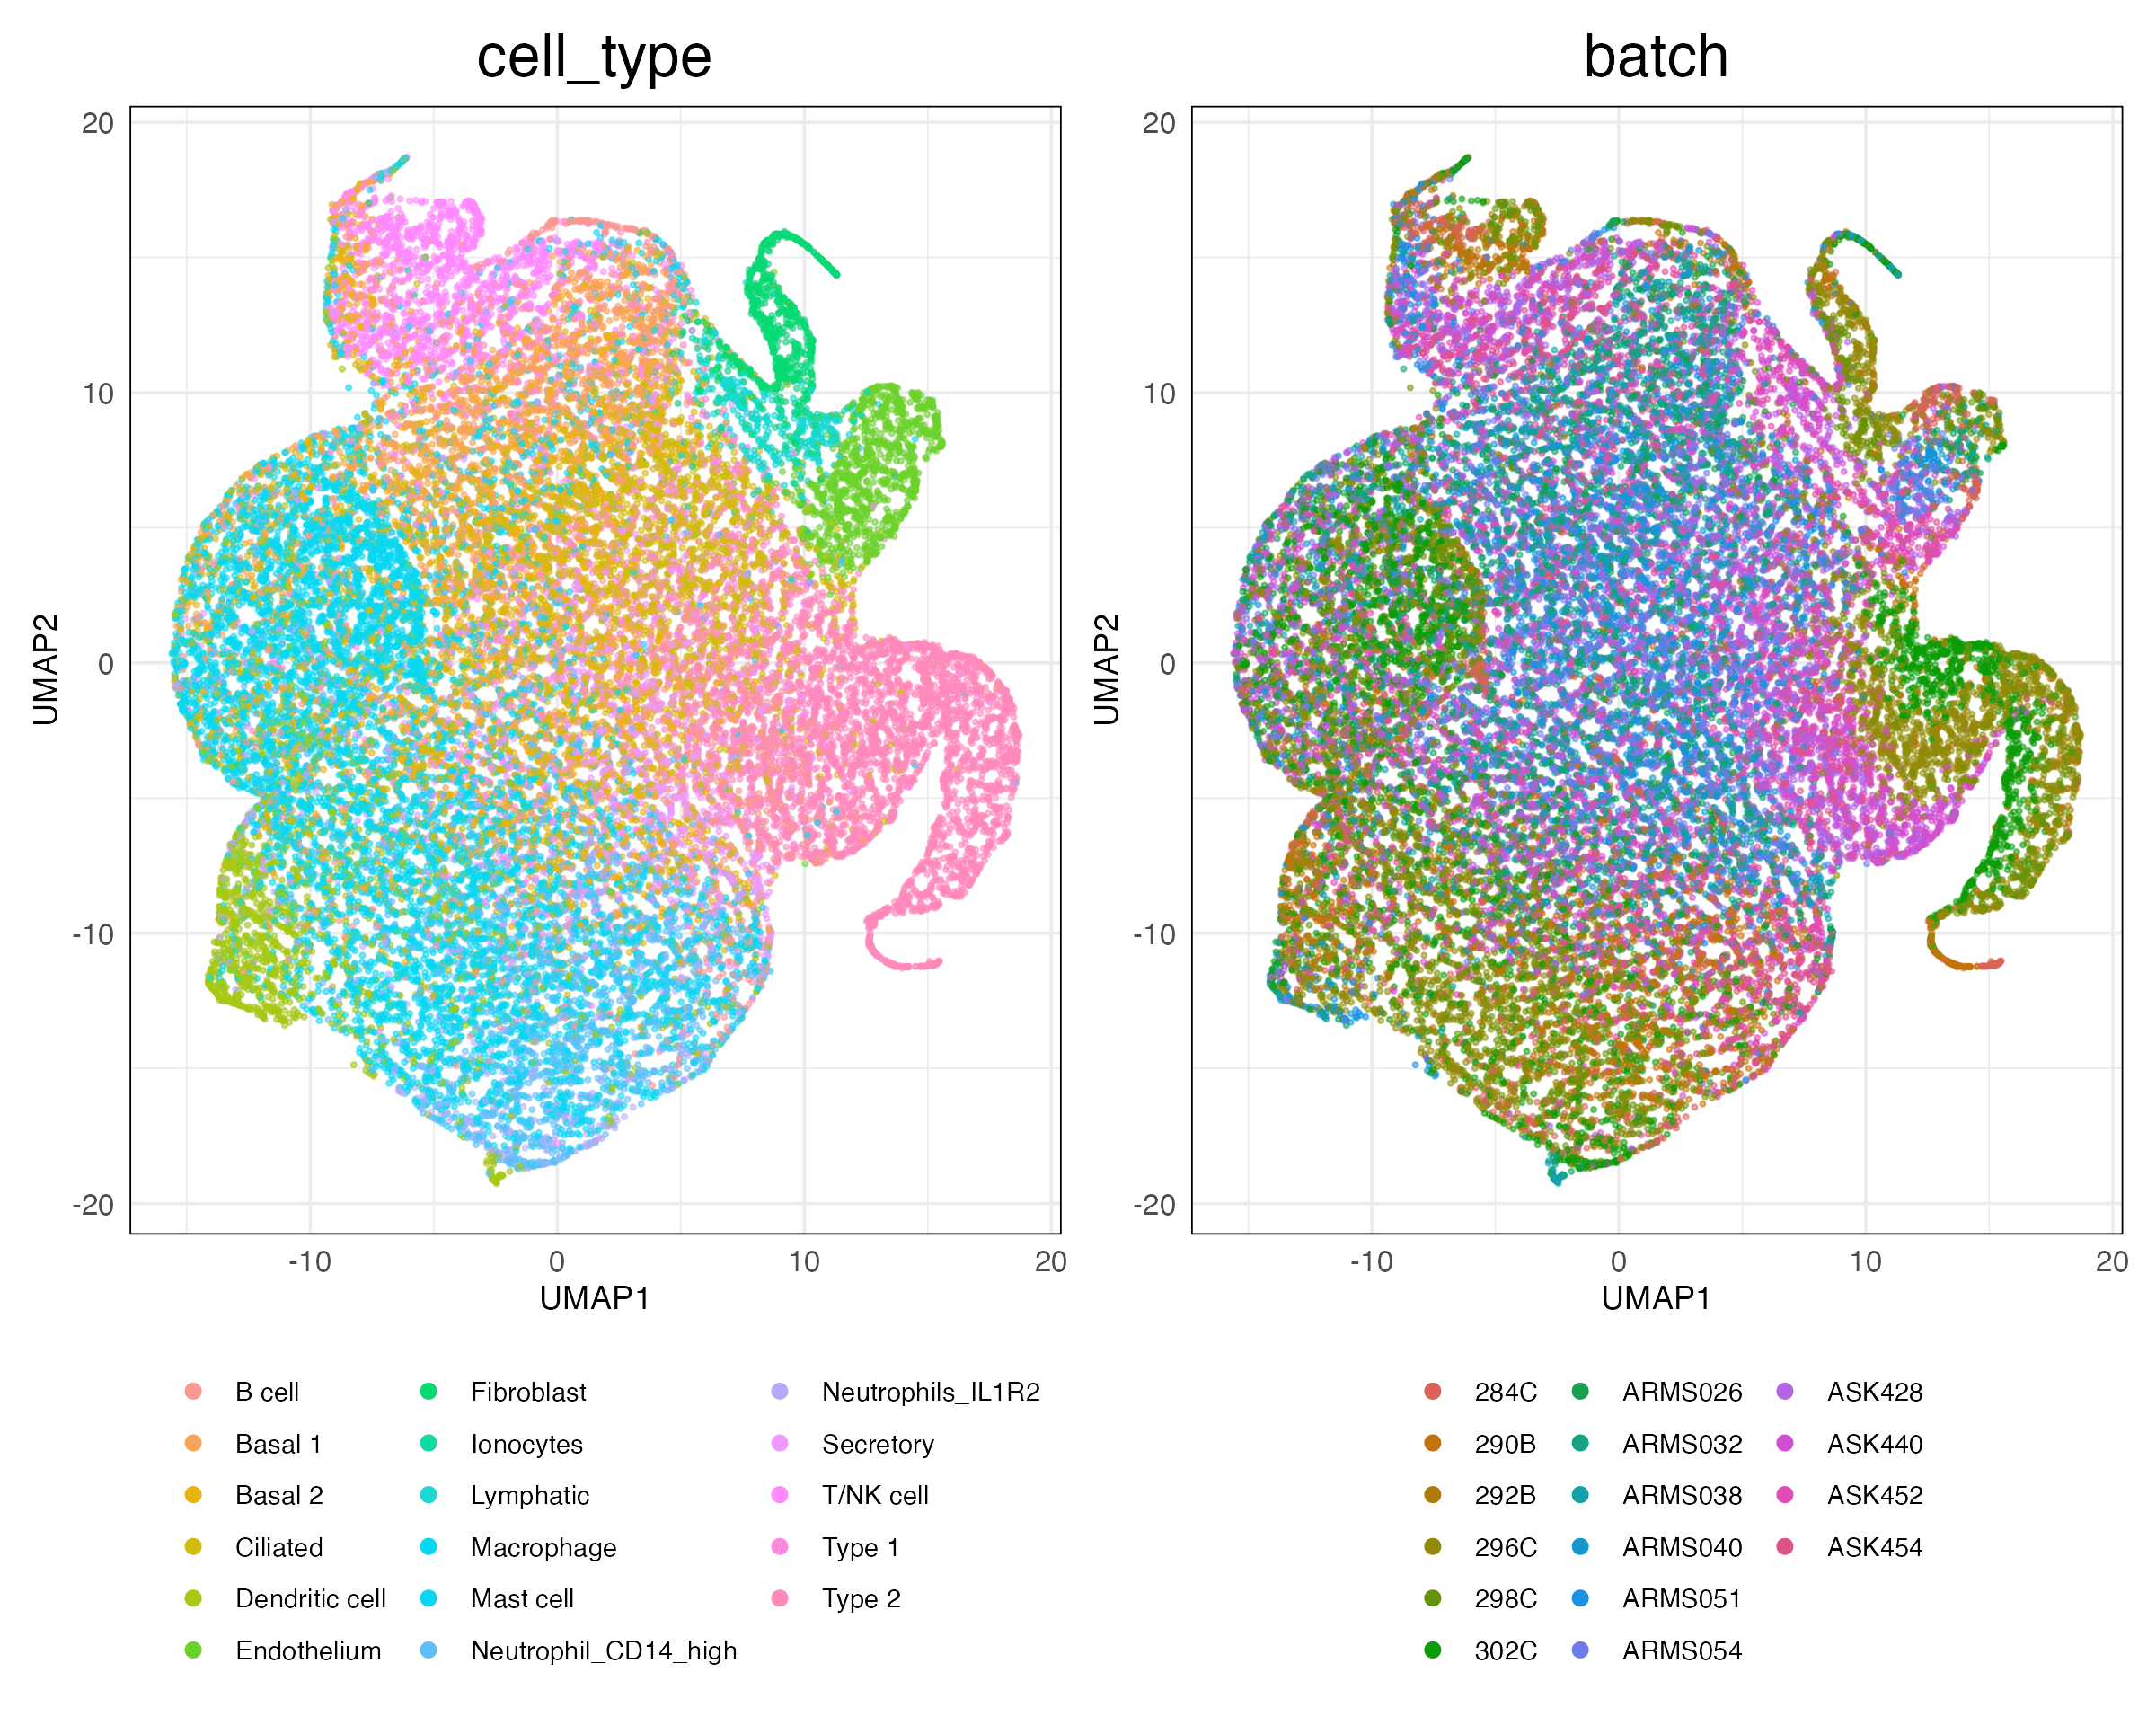 cell_type
batch
20
10
0
-10
-20
UMAP2
-10
0
10
20
UMAP1
20
10
0
-10
-20
UMAP2
-10
0
10
20
UMAP1
B cell
Basal 1
Basal 2
Ciliated
Dendritic cell
Endothelium
Fibroblast
Ionocytes
Lymphatic
Macrophage
Mast cell
Neutrophil_CD14_high
Neutrophils_IL1R2
Secretory
T/NK cell
Type 1
Type 2
284C
290B
292B
296C
298C
302C
ARMS026
ARMS032
ARMS038
ARMS040
ARMS051
ARMS054
ASK428
ASK440
ASK452
ASK454